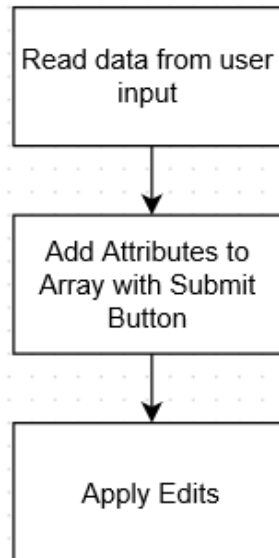 Read data from user
input
Add Attributes to
Array with Submit
Button
Apply Edits